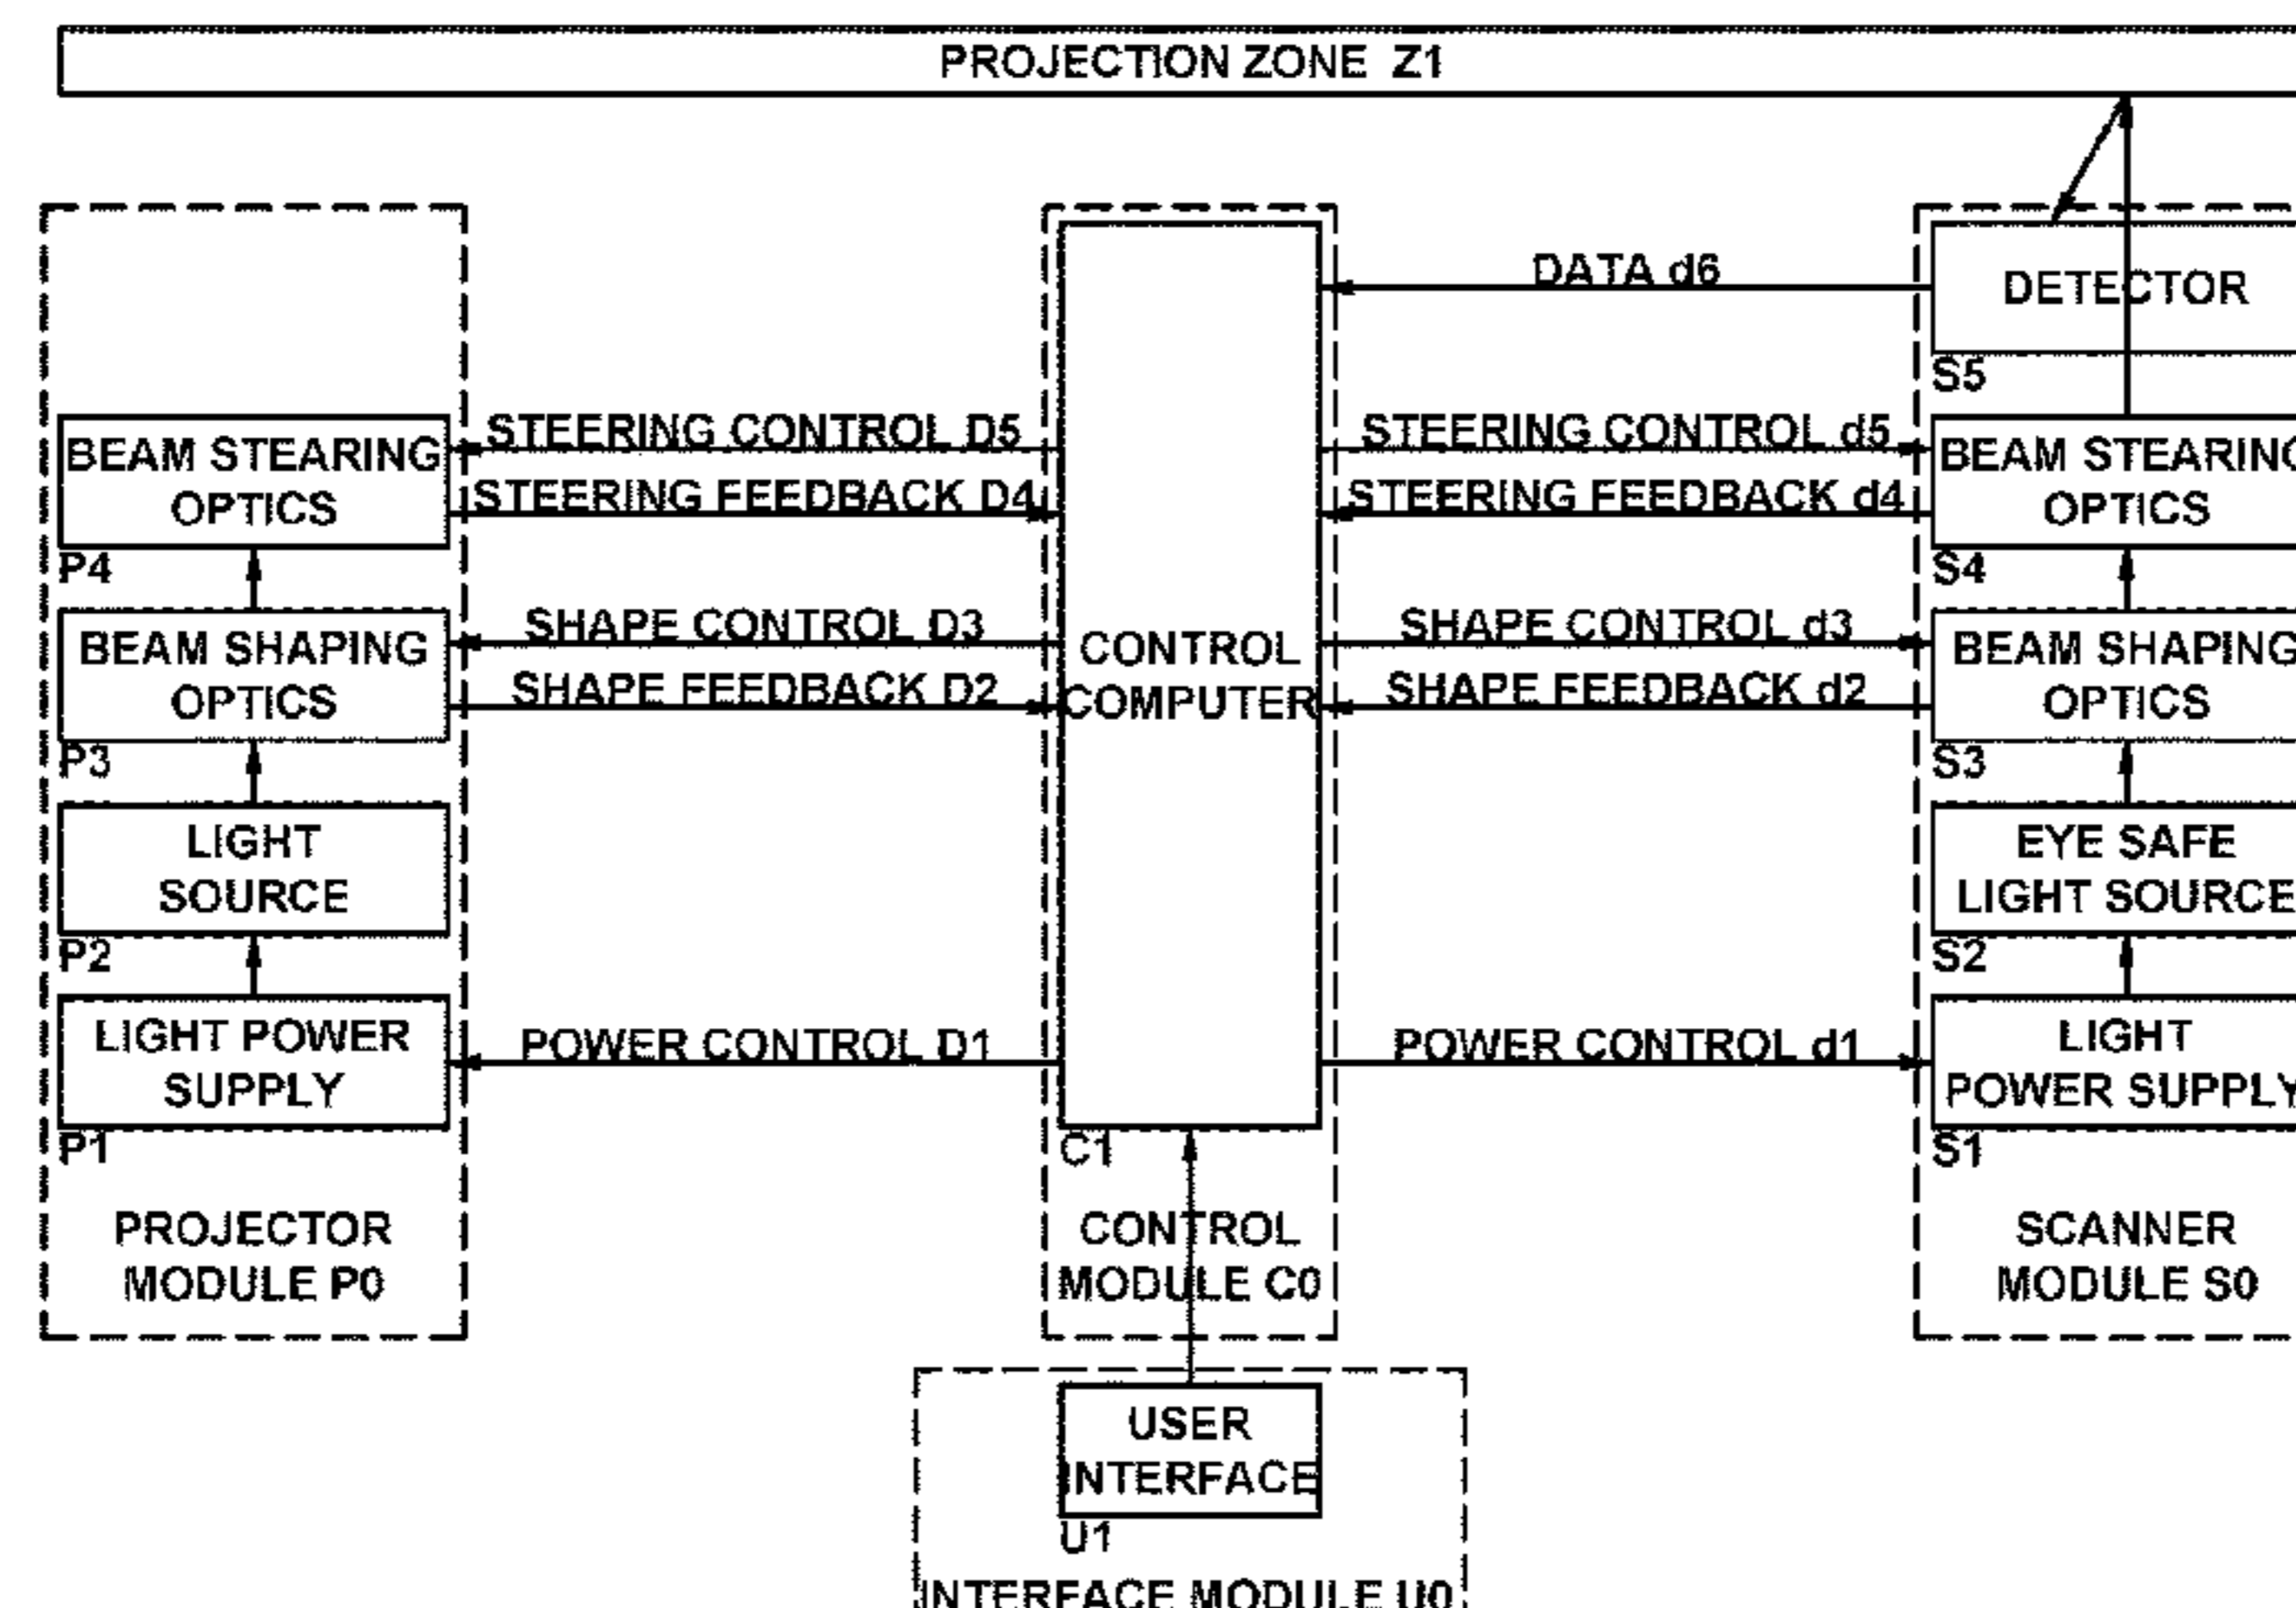 PROJECTION ZONE Z1
DATA d6
DETECTOR
S5
STEERING CONTROL D5
STEERING CONTROL d5
BEAM STEARING
OPTICS
STEERING FEEDBACK D4
STEERING FEEDBACK d4
BEAM STEARING
OPTICS
P4
S4
BEAM SHAPING
OPTICS
SHAPE CONTROL D3
SHAPE FEEDBACK D2
CONTROL
COMPUTER
SHAPE CONTROL d3
SHAPE FEEDBACK d2
BEAM SHAPING
OPTICS
P3
S3
LIGHT
SOURCE
EYE SAFE
LIGHT SOURCE
P2
S2
LIGHT POWER
SUPPLY
POWER CONTROL D1
POWER CONTROL d1
LIGHT
POWER SUPPLY
P1
C1
S1
PROJECTOR
MODULE P0
CONTROL
MODULE C0
SCANNER
MODULE S0
USER
INTERFACE
U1
INTERFACE MODULE U0